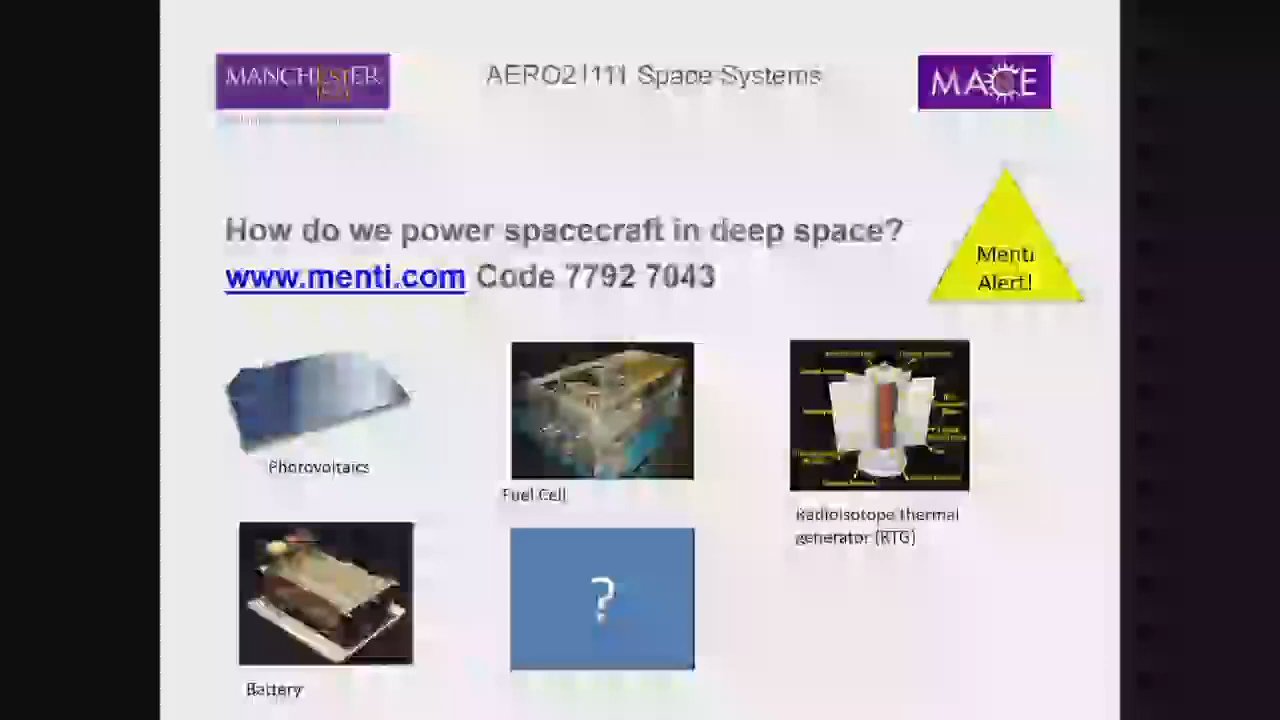 MANCHESTER
AERO21111 Space Systems
MACE
How do we power spacecraft in deep space?
www.menti.com Code 7792 7043
Menti
Alert!
Photovoltaics
Fuel Cell
Radioisotope thermal
generator (RTG)
Battery
?